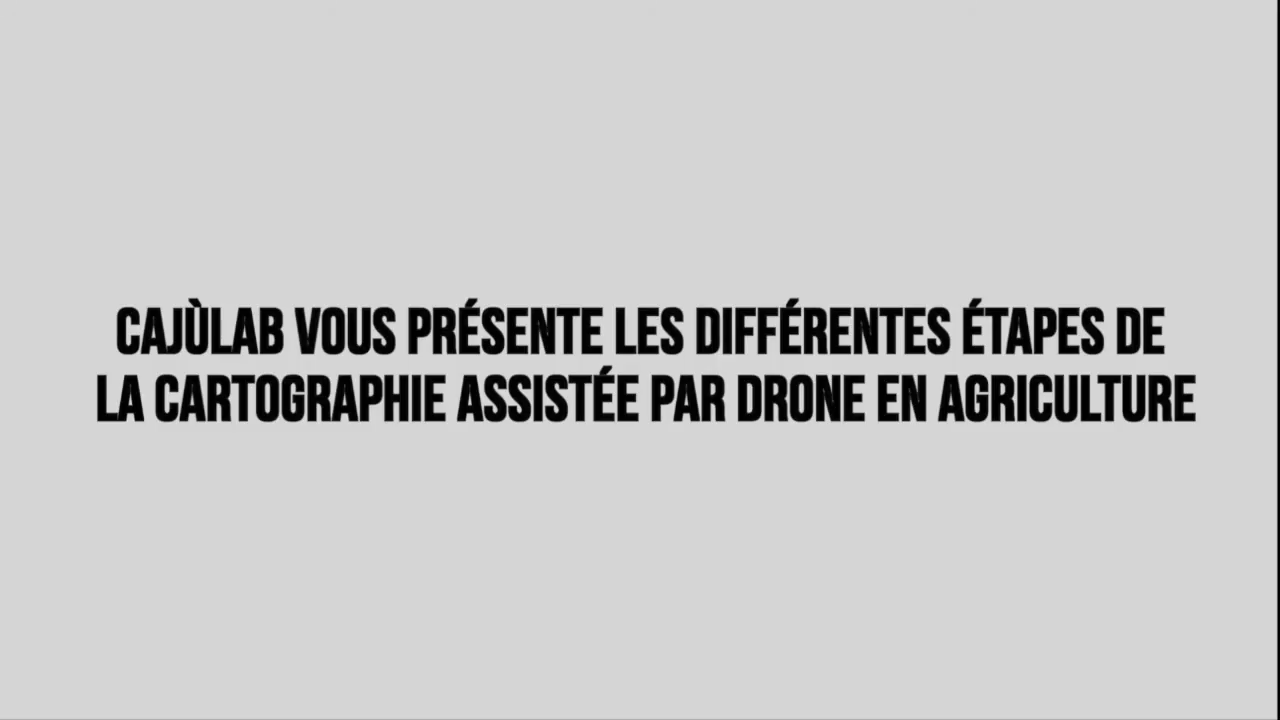 CAJÙLAB VOUS PRÉSENTE LES DIFFÉRENTES ÉTAPES DE
LA CARTOGRAPHIE ASSISTÉE PAR DRONE EN AGRICULTURE